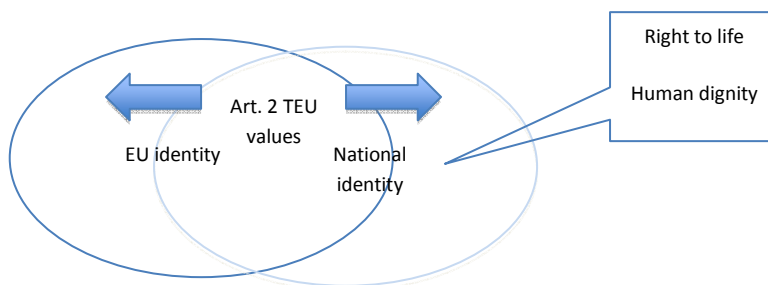 Right to life
Human dignity
Art. 2 TEU
values
EU identity
National
identity